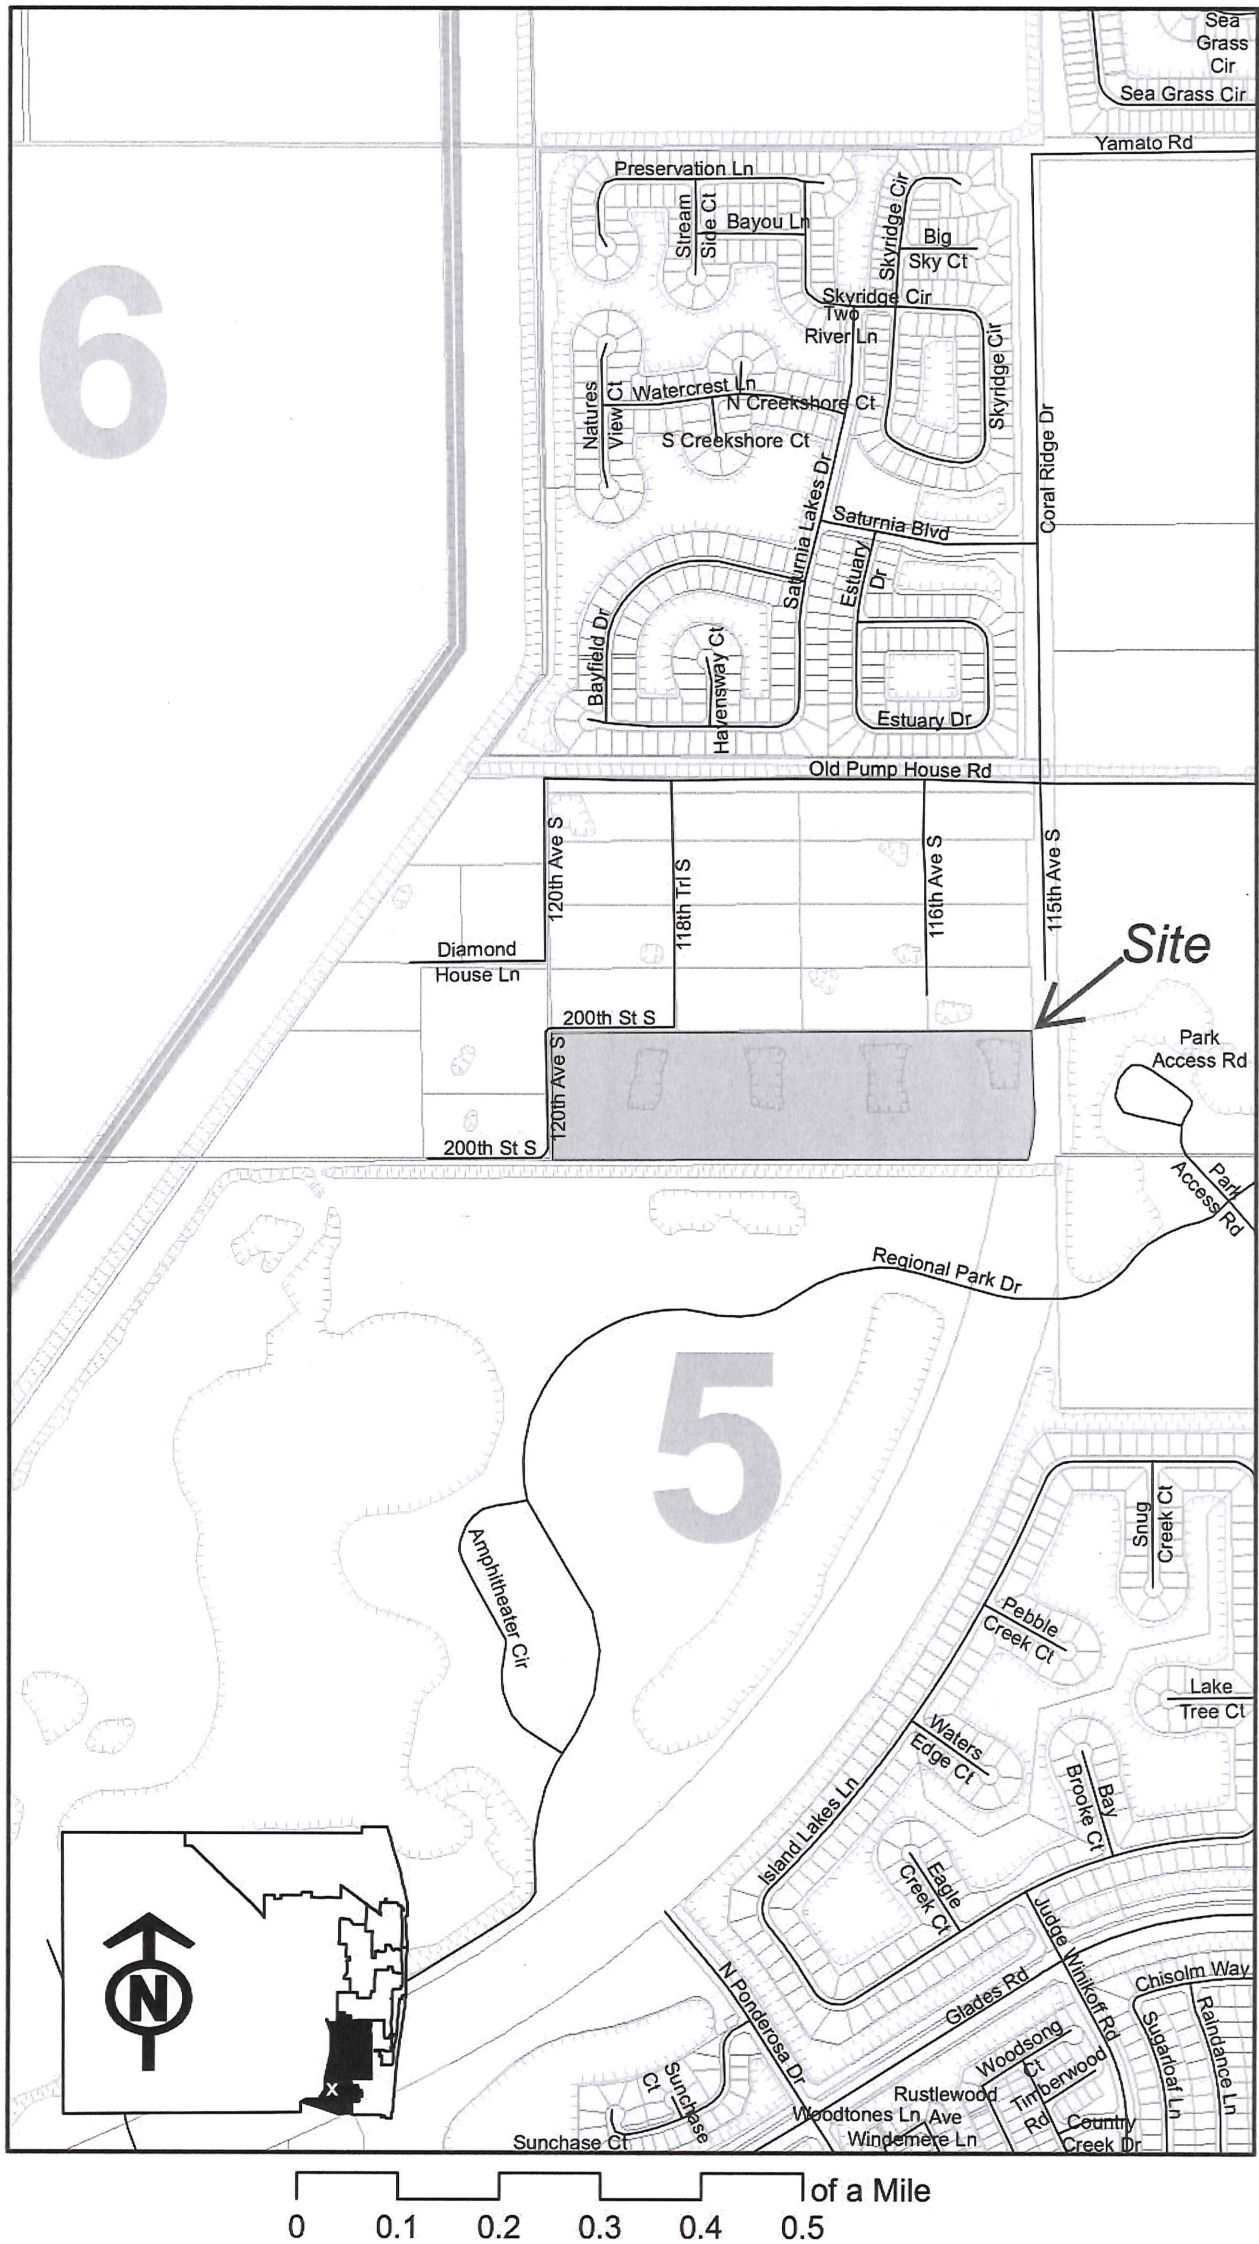 Sea
Grass
Cir
Sea Grass Cir
Yamato Rd
Preservation Ln
Stream
Side Ct
Bayou Ln
Skyridge Cir
Big
Sky Ct
6
Skyridge Cir
Two
River Ln
Skyridge Cir
Natures
View Ct
Watercrest Ln
N Creekshore Ct
S Creekshore Ct
Coral Ridge Dr
Saturnia Lakes Dr
Saturnia Blvd
Estuary
Dr
Bayfield Dr
Havensway Ct
Estuary Dr
Old Pump House Rd
120th Ave S
118th Trl S
116th Ave S
115th Ave S
Diamond
House Ln
Site
200th St S
120th Ave S
Park
Access Rd
200th St S
Park
Access Rd
Regional Park Dr
5
Amphitheater Cir
Snug
Creek Ct
Pebble
Creek Ct
Lake
Tree Ct
Waters
Edge Ct
Bay
Brooke Ct
Island Lakes Ln
Eagle
Creek Ct
Judge Winikoff Rd
N
x
N Ponderosa Dr
Glades Rd
Chisolm Way
Sugarloaf Ln
Raindance Ln
Woodsong
Ct
Timberwood
Rd
Sunchase
Ct
Rustlewood
Ave
Woodtones Ln
Windemere Ln
Country
Creek Dr
Sunchase Ct
of a Mile
0 0.1 0.2 0.3 0.4 0.5